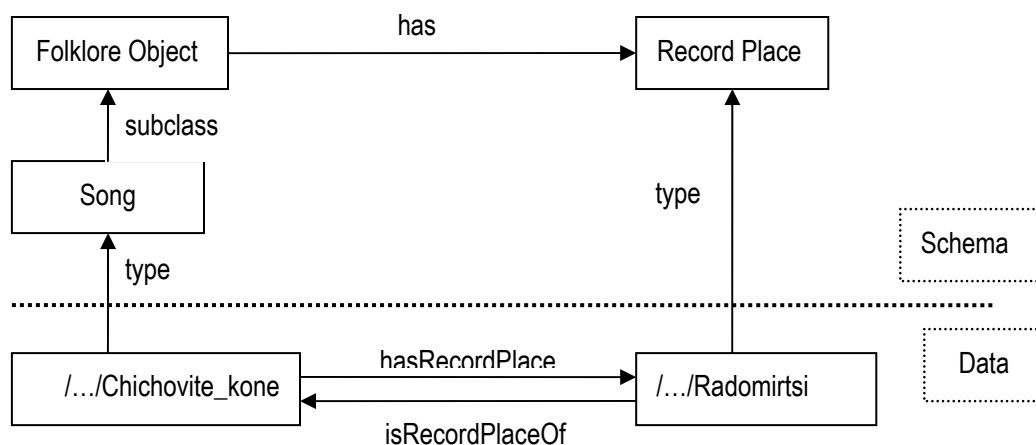 has
Folklore Object
Record Place
subclass
Song
type
type
Schema
hasRecordPlace
Data
/…/Chichovite_kone
/…/Radomirtsi
isRecordPlaceOf